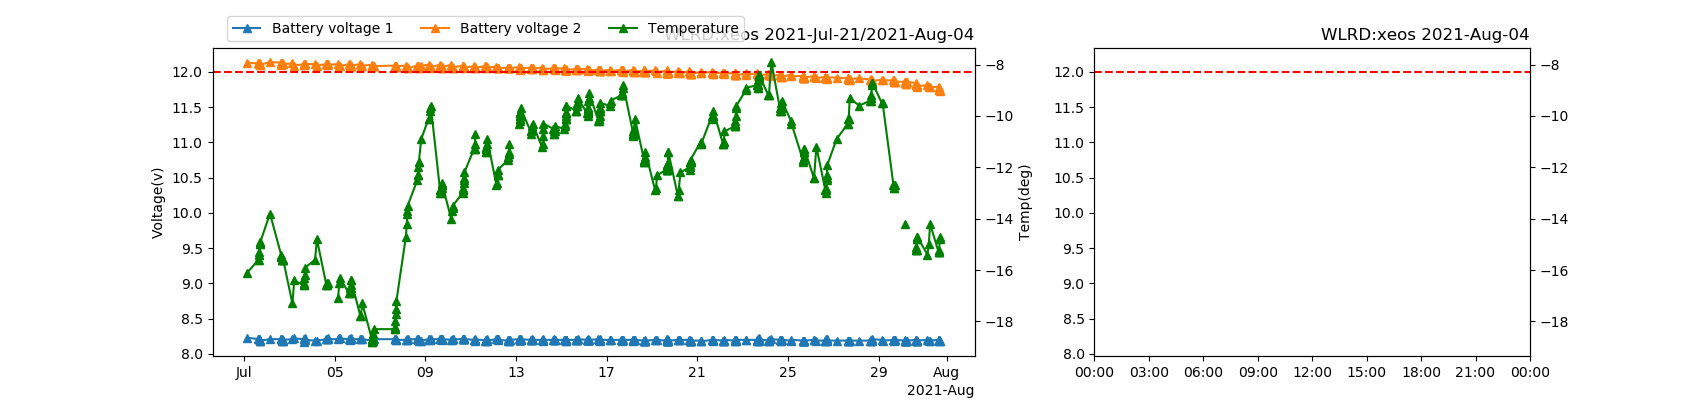 Battery voltage 1 Battery voltage 2 Temperature
WLRD:xeos 2021-Jul-21/2021-Aug-04
WLRD:xeos 2021-Aug-04
12.0 −8 12.0 −8
11.5 11.5
−10 −10
11.0 11.0
−12 −12
10.5 10.5
Voltage(v) Temp(deg)
10.0 10.0
−14 −14
9.5 9.5
−16 −16
9.0 9.0
8.5 −18 8.5 −18
8.0 8.0
Jul 05 09 13 17 21 25 29 Aug
2021-Aug
00:00 03:00 06:00 09:00 12:00 15:00 18:00 21:00 00:00